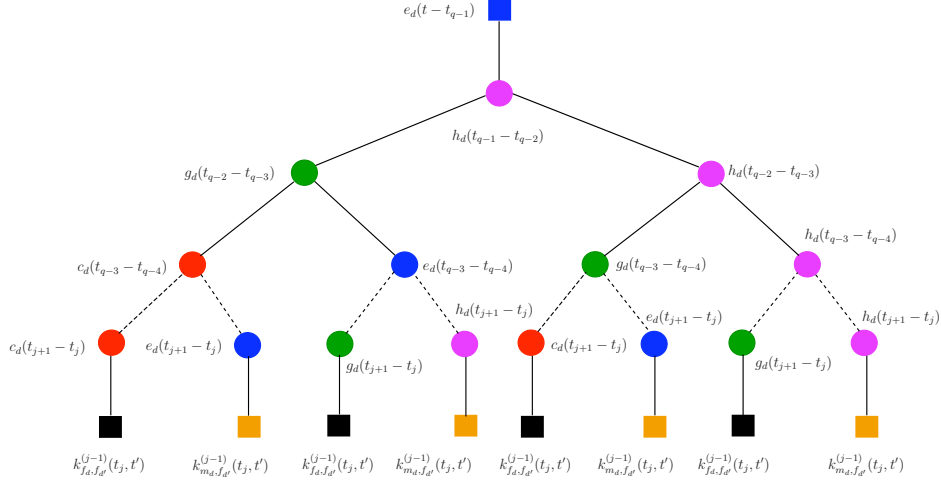 $e_d(t - t_{q-1})$
$h_d(t_{q-1} - t_{q-2})$
$g_d(t_{q-2} - t_{q-3})$
$h_d(t_{q-2} - t_{q-3})$
$c_d(t_{q-3} - t_{q-4})$
$e_d(t_{q-3} - t_{q-4})$
$g_d(t_{q-3} - t_{q-4})$
$h_d(t_{q-3} - t_{q-4})$
$c_d(t_{j+1} - t_j)$
$e_d(t_{j+1} - t_j)$
$g_d(t_{j+1} - t_j)$
$h_d(t_{j+1} - t_j)$
$c_d(t_{j+1} - t_j)$
$e_d(t_{j+1} - t_j)$
$g_d(t_{j+1} - t_j)$
$h_d(t_{j+1} - t_j)$
$k^{(j-1)}_{f_d, f_{d'}}(t_j, t')$
$k^{(j-1)}_{m_d, f_{d'}}(t_j, t')$
$k^{(j-1)}_{f_d, f_{d'}}(t_j, t')$
$k^{(j-1)}_{m_d, f_{d'}}(t_j, t')$
$k^{(j-1)}_{f_d, f_{d'}}(t_j, t')$
$k^{(j-1)}_{m_d, f_{d'}}(t_j, t')$
$k^{(j-1)}_{f_d, f_{d'}}(t_j, t')$
$k^{(j-1)}_{m_d, f_{d'}}(t_j, t')$